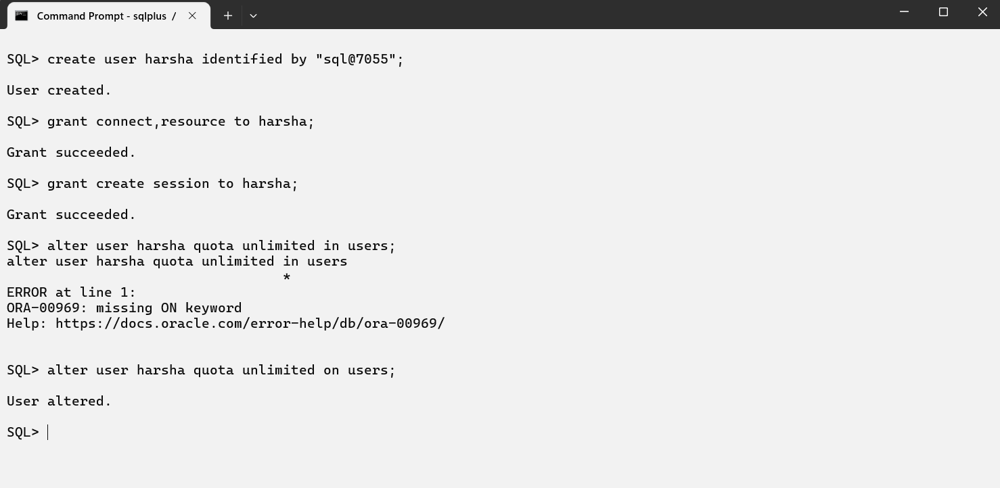 Command Prompt - sqlplus /
SQL> create user harsha identified by "sql@7055";
User created.
SQL> grant connect,resource to harsha;
Grant succeeded.
SQL> grant create session to harsha;
Grant succeeded.
SQL> alter user harsha quota unlimited in users;
alter user harsha quota unlimited in users
*
ERROR at line 1:
ORA-00969: missing ON keyword
Help: https://docs.oracle.com/error-help/db/ora-00969/
SQL> alter user harsha quota unlimited on users;
User altered.
SQL>